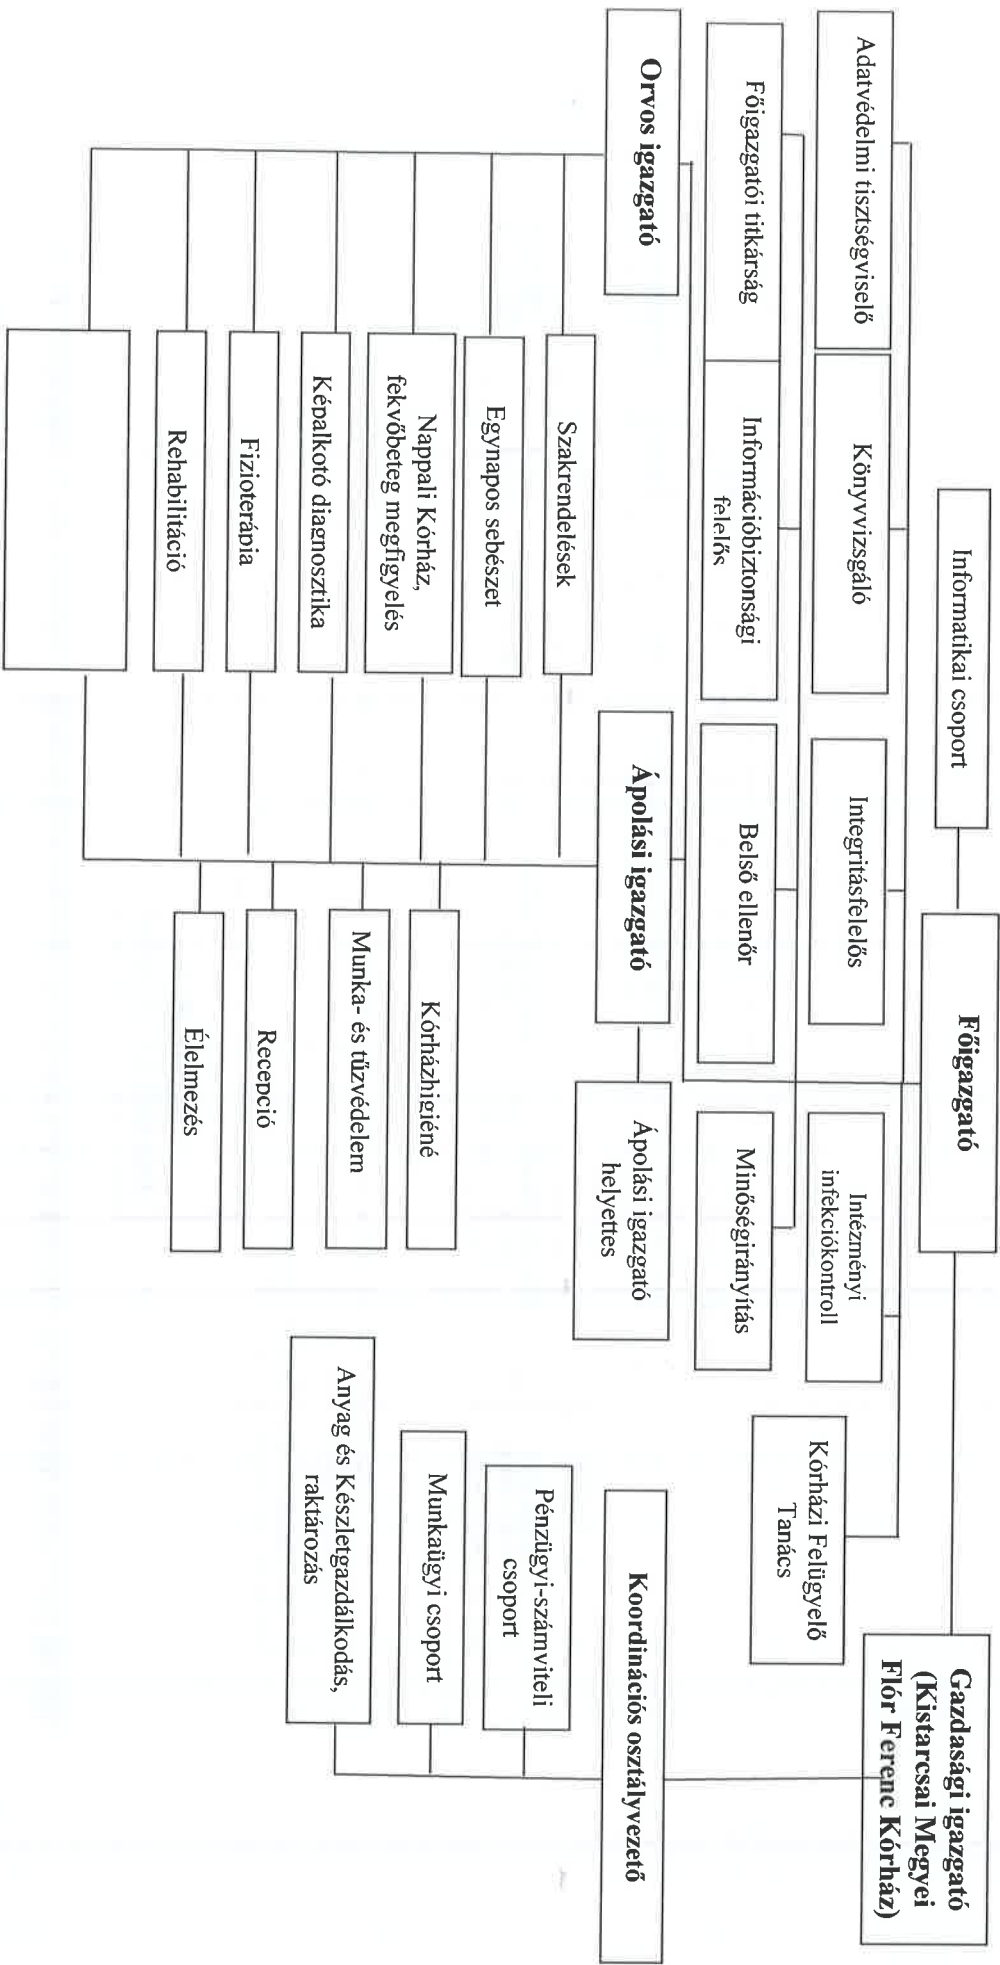 Informatikai csoport
Főigazgató
Gazdasági igazgató
(Kistarcsai Megyei
Flór Ferenc Kórház)
Adatvédelmi tisztségviselő
Könyvvizsgáló
Integritásfelelős
Intézményi
infekciókontroll
Kórházi Felügyelő
Tanács
Főigazgatói titkárság
Információbiztonsági
felelős
Belső ellenőr
Minőségirányítás
Orvos igazgató
Ápolási igazgató
Ápolási igazgató
helyettes
Koordinációs osztályvezető
Szakrendelések
Egynapos sebészet
Nappali Kórház,
fekvőbeteg megfigyelés
Képalkotó diagnosztika
Fizioterápia
Rehabilitáció
Kórházhigiéné
Munka- és tűzvédelem
Recepció
Élelmezés
Pénzügyi-számviteli
csoport
Munkaügyi csoport
Anyag és Készletgazdálkodás,
raktározás